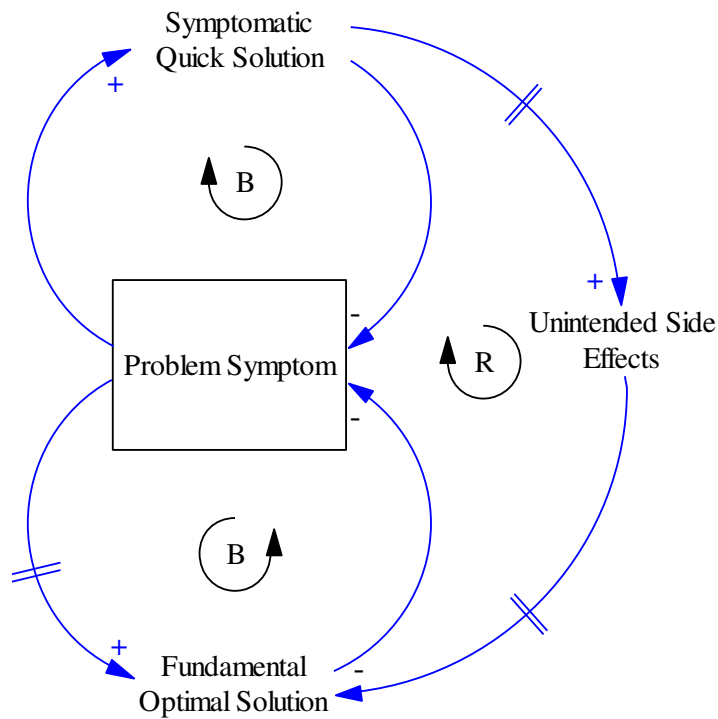 Symptomatic
Quick Solution
+
B
+
-
Unintended Side
Effects
Problem Symptom
R
-
B
+
Fundamental
Optimal Solution
-